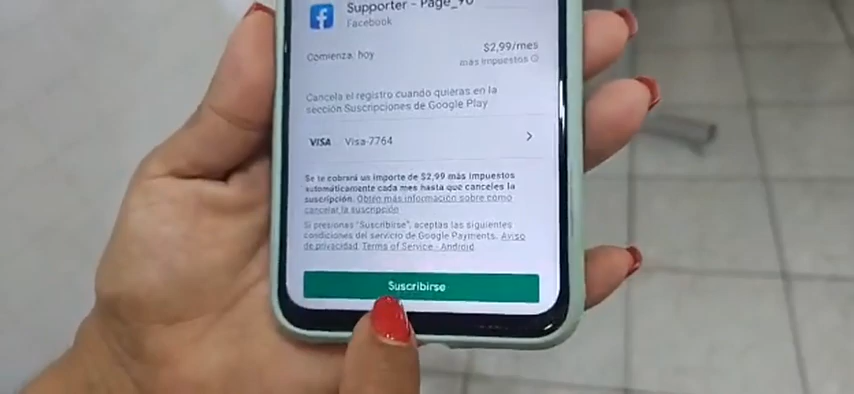 Supporter - Page_90
Facebook
Comienza: hoy
$2,99/mes
más impuestos
Cancela el registro cuando quieras en la
sección Suscripciones de Google Play
VISA Visa-7764
Se te cobrará un importe de $2,99 más impuestos
automáticamente cada mes hasta que canceles la
suscripción. Obtén más información sobre cómo
cancelar la suscripción
Si presionas "Suscribirse", aceptas las siguientes
condiciones del servicio de Google Payments. Aviso
de privacidad Terms of Service - Android
Suscribirse